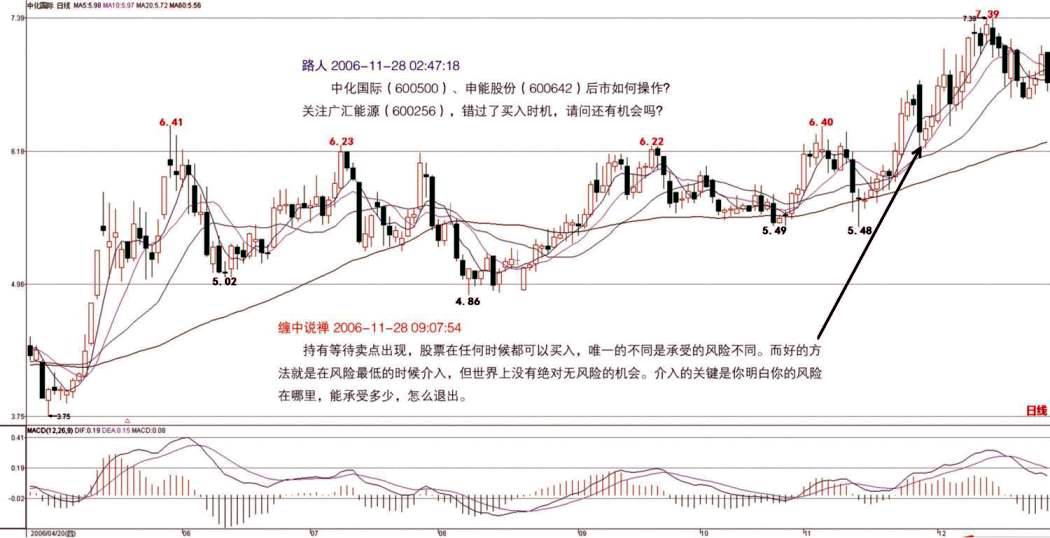 中化国际 日线 MA5:5.98 MA10:5.97 MA20:5.72 MA60:5.56
7.39
7.39
7.39
路人 2006-11-28 02:47:18
中化国际（600500）、申能股份（600642）后市如何操作?
关注广汇能源（600256），错过了买入时机，请问还有机会吗?
6.41
6.23
6.22
6.40
6.18
5.02
4.86
5.49
5.48
4.96
缠中说禅 2006-11-28 09:07:54
持有等待卖点出现，股票在任何时候都可以买入，唯一的不同是承受的风险不同。而好的方
法就是在风险最低的时候介入，但世界上没有绝对无风险的机会。介入的关键是你明白你的风险
在哪里，能承受多少，怎么退出。
3.75
3.75
日线
MACD(12,26,9) DIF:0.19 DEA:0.15 MACD:0.08
0.41
0.19
-0.02
2006/04/20(四)
06
07
08
09
10
11
12